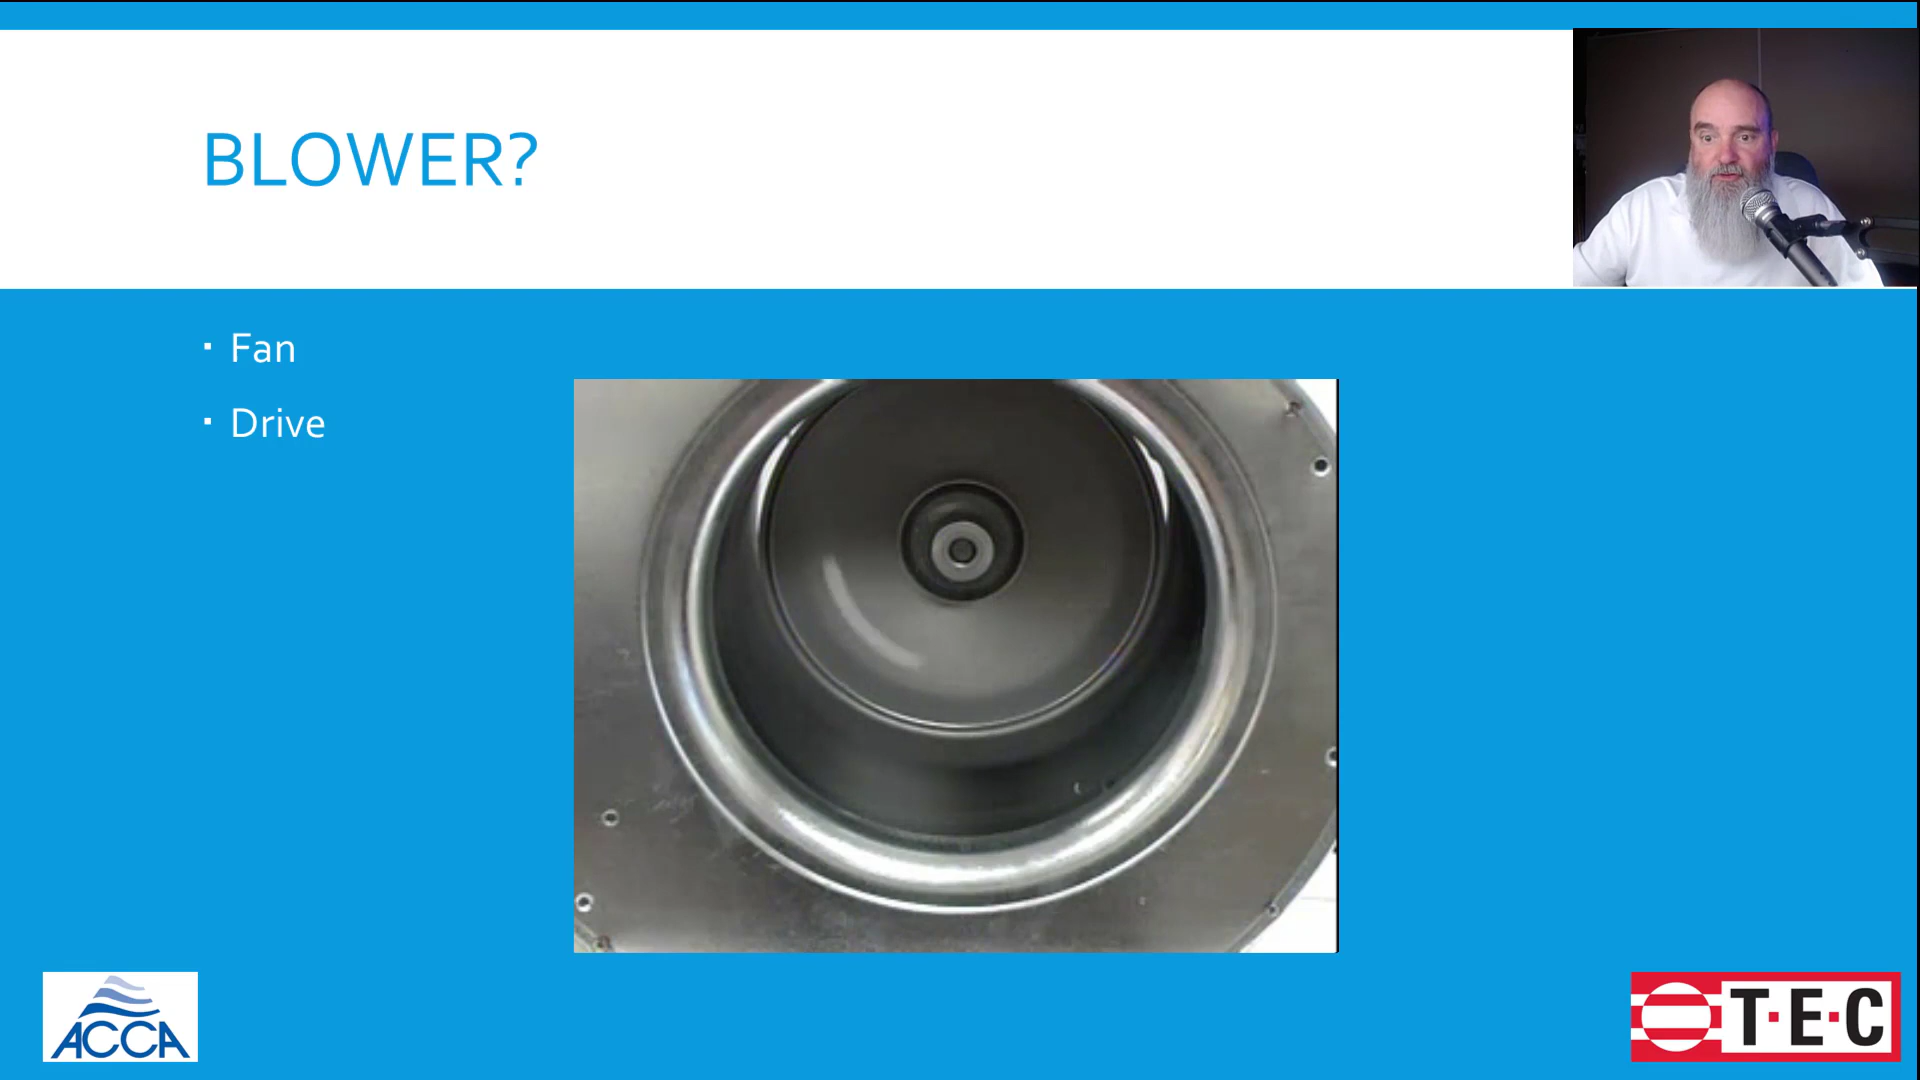 BLOWER?
▪ Fan
▪ Drive
ACCA
T·E·C